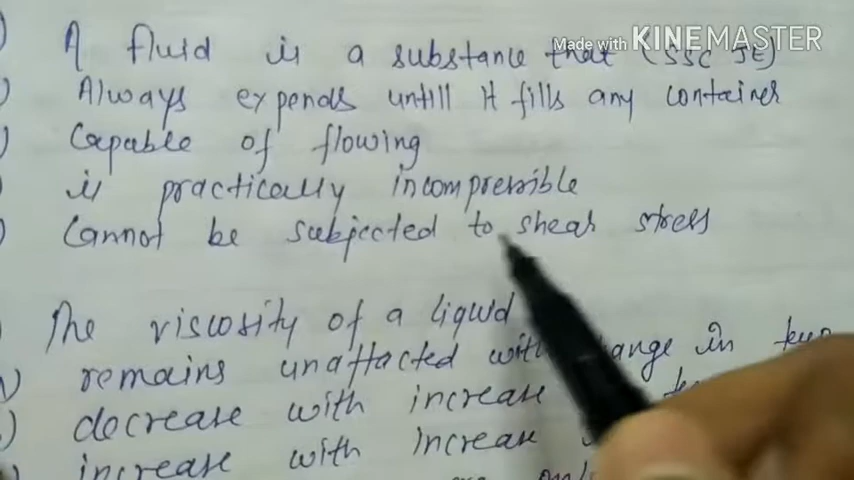 Made with KINEMASTER
A fluid is a substance that (SSC JE)
Always expends untill it fills any container
Capable of flowing
is practically incompressible
Cannot be subjected to shear stress
The viscosity of a liquid
remains unaffacted with change in
decrease with increase
increase with increase